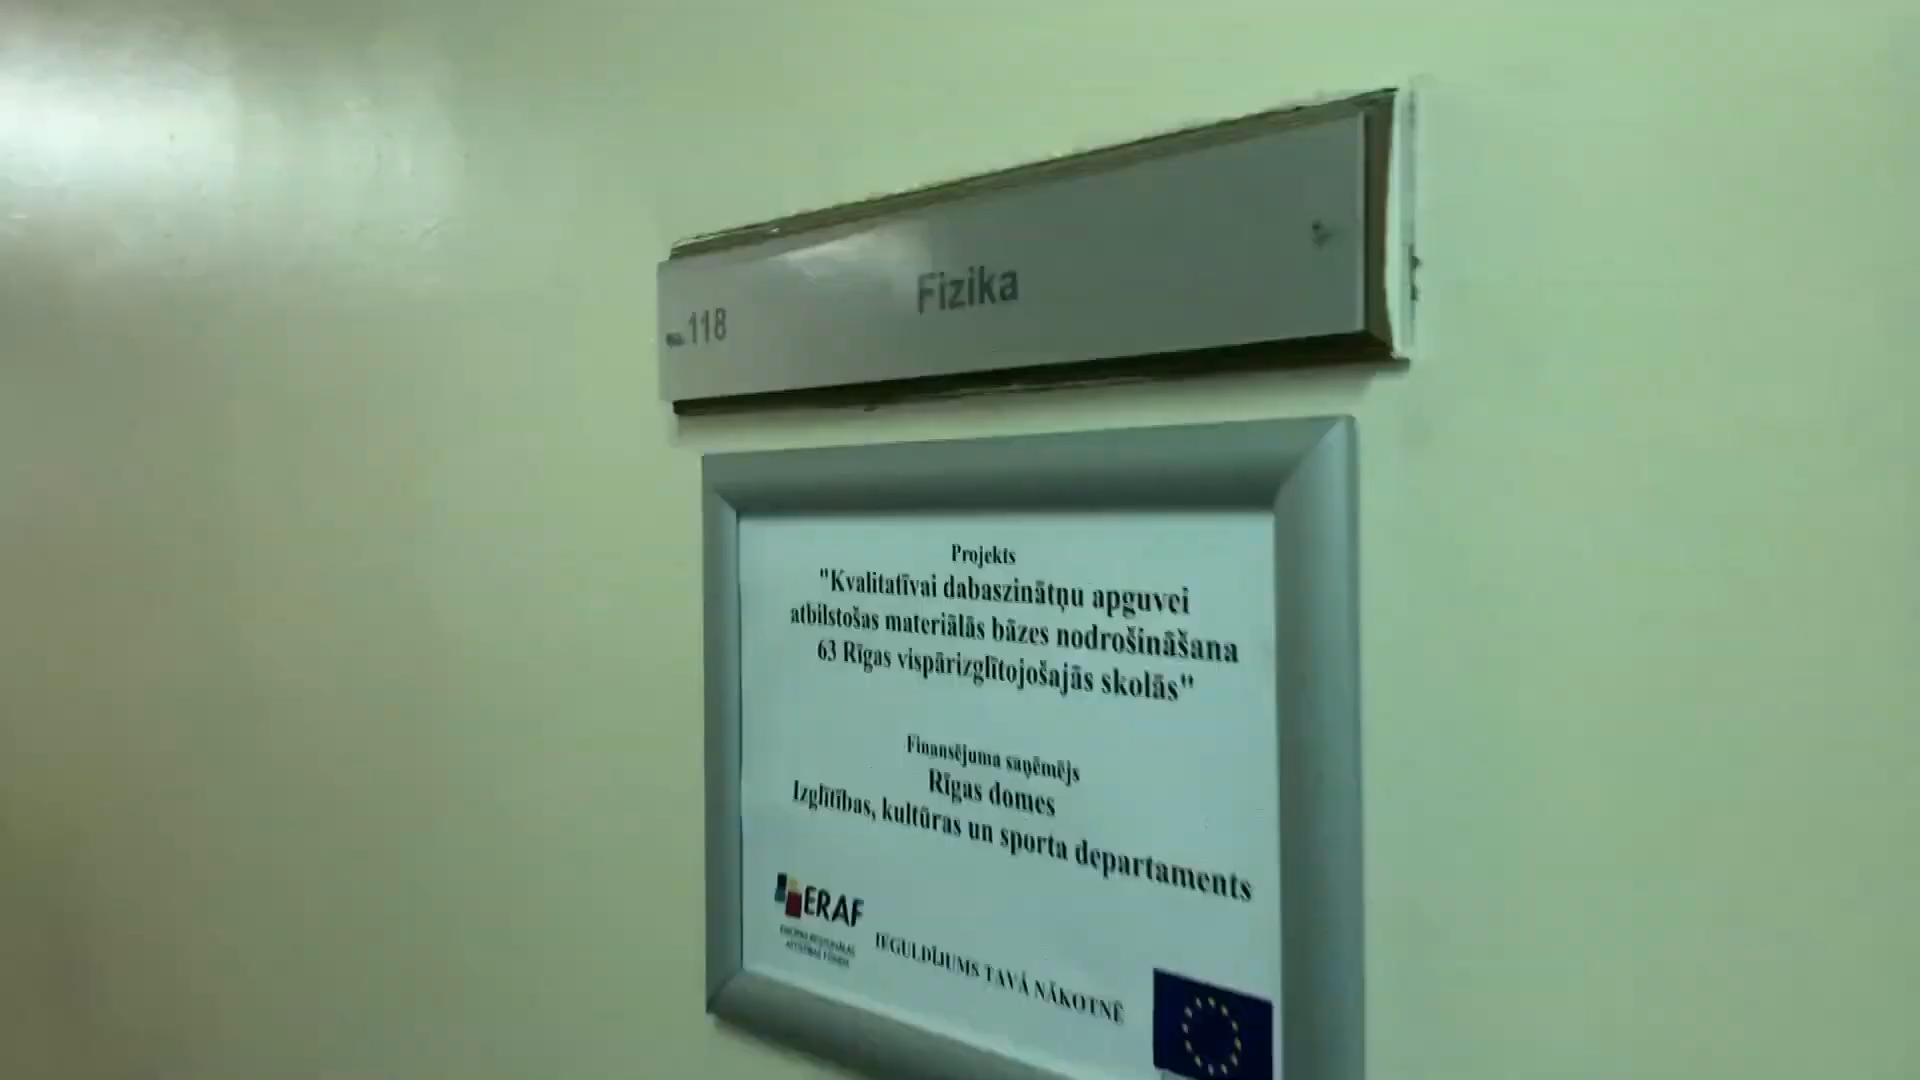 118
Fizika
Projekts
"Kvalitatīvai dabaszinātņu apguvei
atbilstošas materiālās bāzes nodrošināšana
63 Rīgas vispārizglītojošajās skolās"
Finansējuma saņēmējs
Rīgas domes
Izglītības, kultūras un sporta departaments
ERAF
IEGULDĪJUMS TAVĀ NĀKOTNĒ